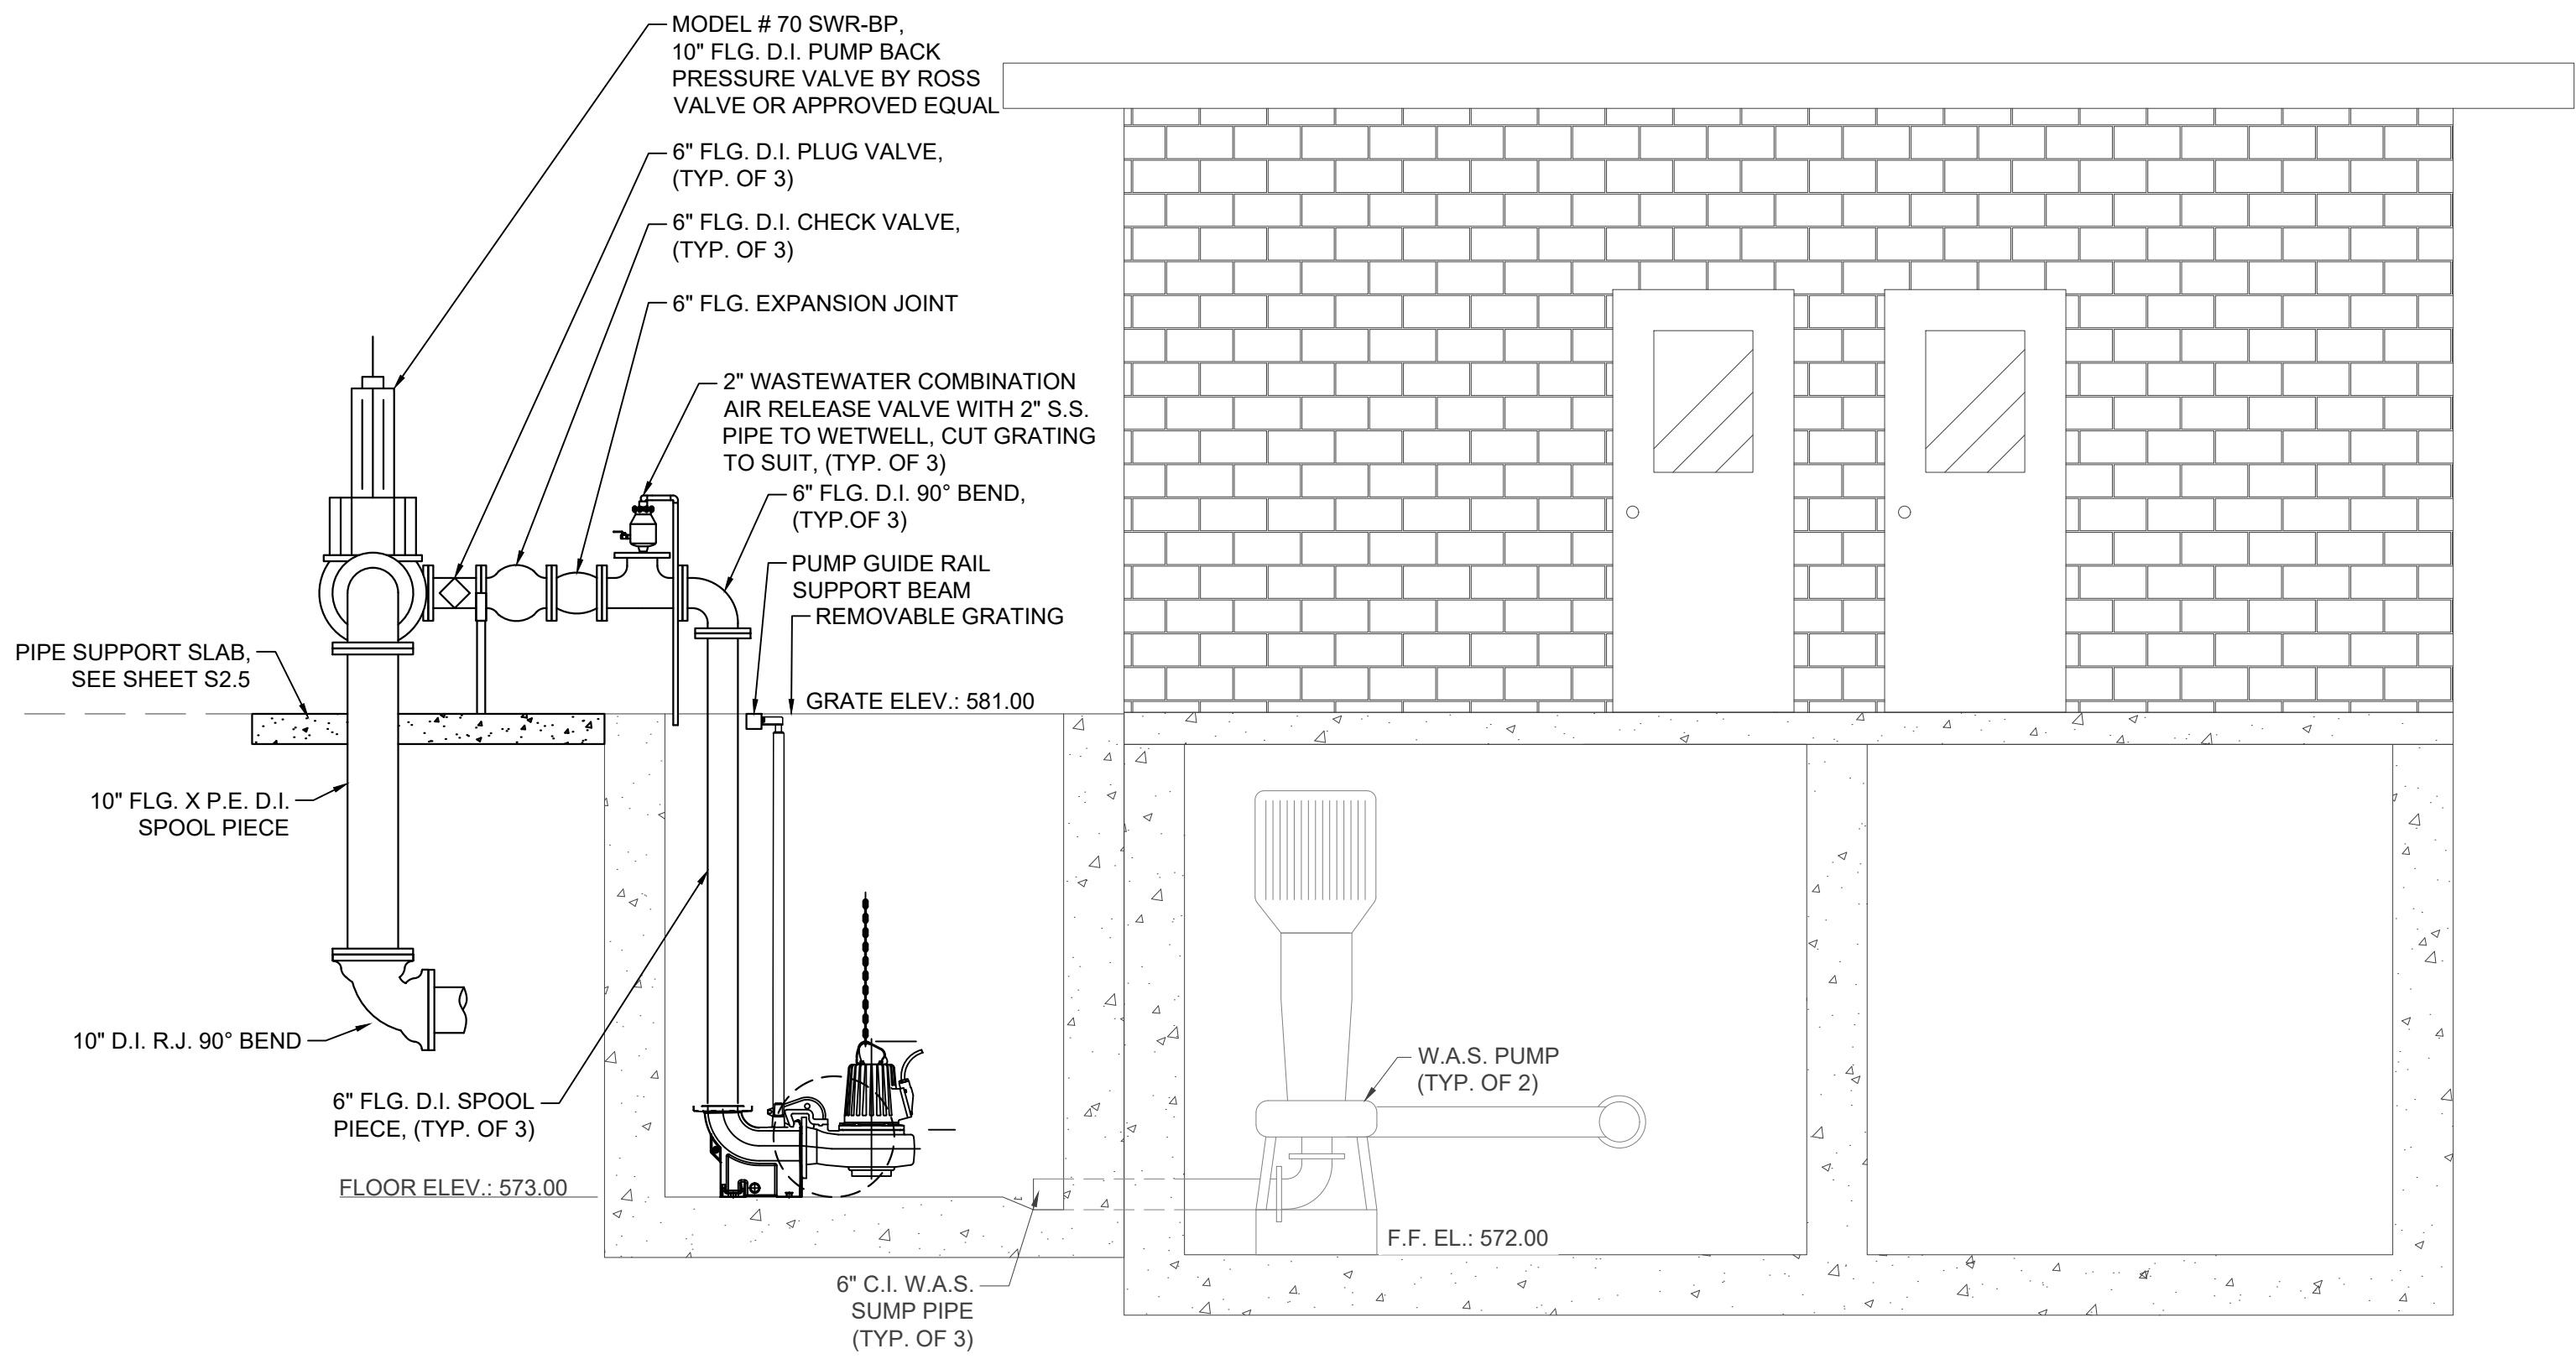 MODEL # 70 SWR-BP,
10" FLG. D.I. PUMP BACK
PRESSURE VALVE BY ROSS
VALVE OR APPROVED EQUAL
6" FLG. D.I. PLUG VALVE,
(TYP. OF 3)
6" FLG. D.I. CHECK VALVE,
(TYP. OF 3)
6" FLG. EXPANSION JOINT
2" WASTEWATER COMBINATION
AIR RELEASE VALVE WITH 2" S.S.
PIPE TO WETWELL, CUT GRATING
TO SUIT, (TYP. OF 3)
6" FLG. D.I. 90° BEND,
(TYP.OF 3)
PUMP GUIDE RAIL
SUPPORT BEAM
REMOVABLE GRATING
PIPE SUPPORT SLAB,
SEE SHEET S2.5
GRATE ELEV.: 581.00
10" FLG. X P.E. D.I.
SPOOL PIECE
10" D.I. R.J. 90° BEND
6" FLG. D.I. SPOOL
PIECE, (TYP. OF 3)
FLOOR ELEV.: 573.00
W.A.S. PUMP
(TYP. OF 2)
F.F. EL.: 572.00
6" C.I. W.A.S.
SUMP PIPE
(TYP. OF 3)